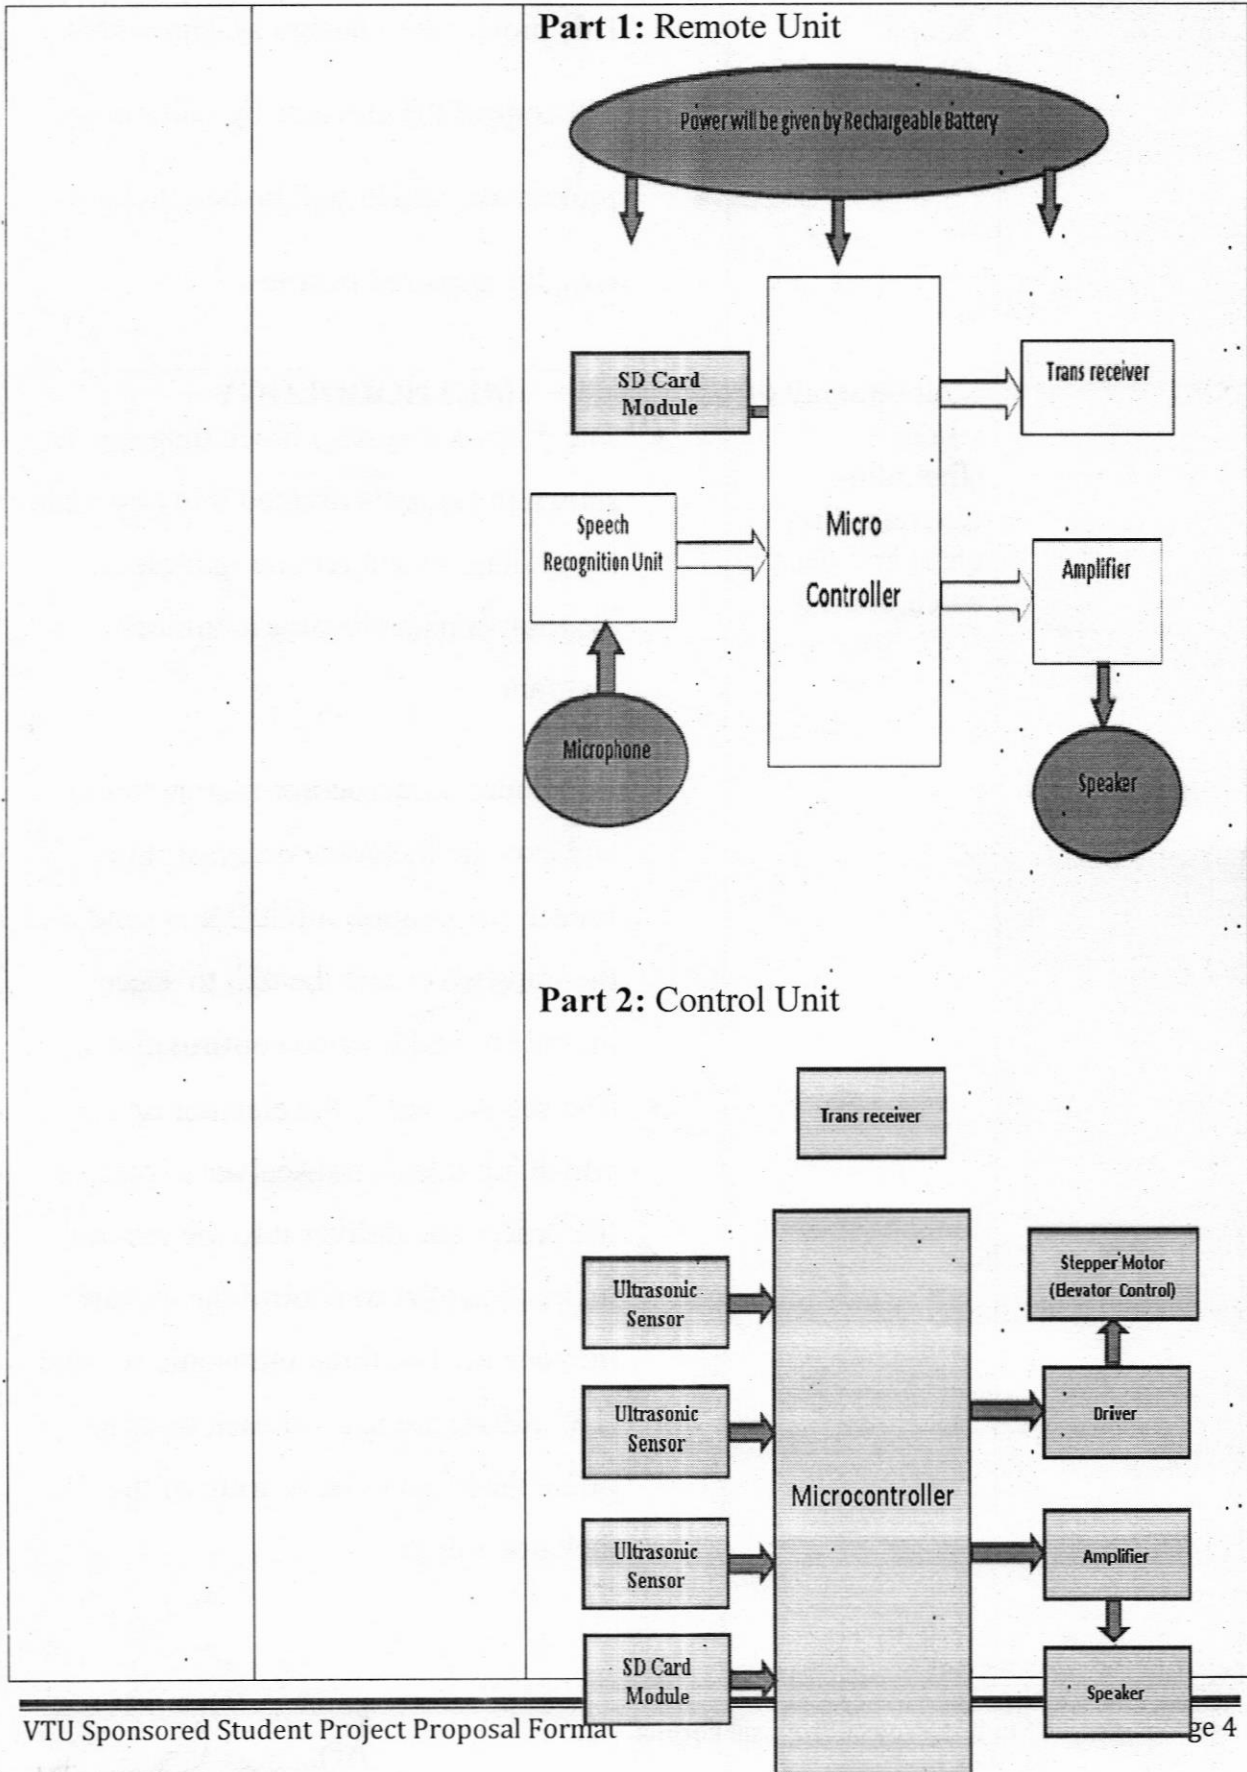 Part 1: Remote Unit
Power will be given by Rechargeable Battery
SD Card
Module
Trans receiver
Speech
Recognition Unit
Micro
Controller
Amplifier
Microphone
Speaker
Part 2: Control Unit
Trans receiver
Ultrasonic
Sensor
Stepper Motor
(Elevator Control)
Ultrasonic
Sensor
Driver
Microcontroller
Ultrasonic
Sensor
Amplifier
SD Card
Module
Speaker
VTU Sponsored Student Project Proposal Format
ge 4